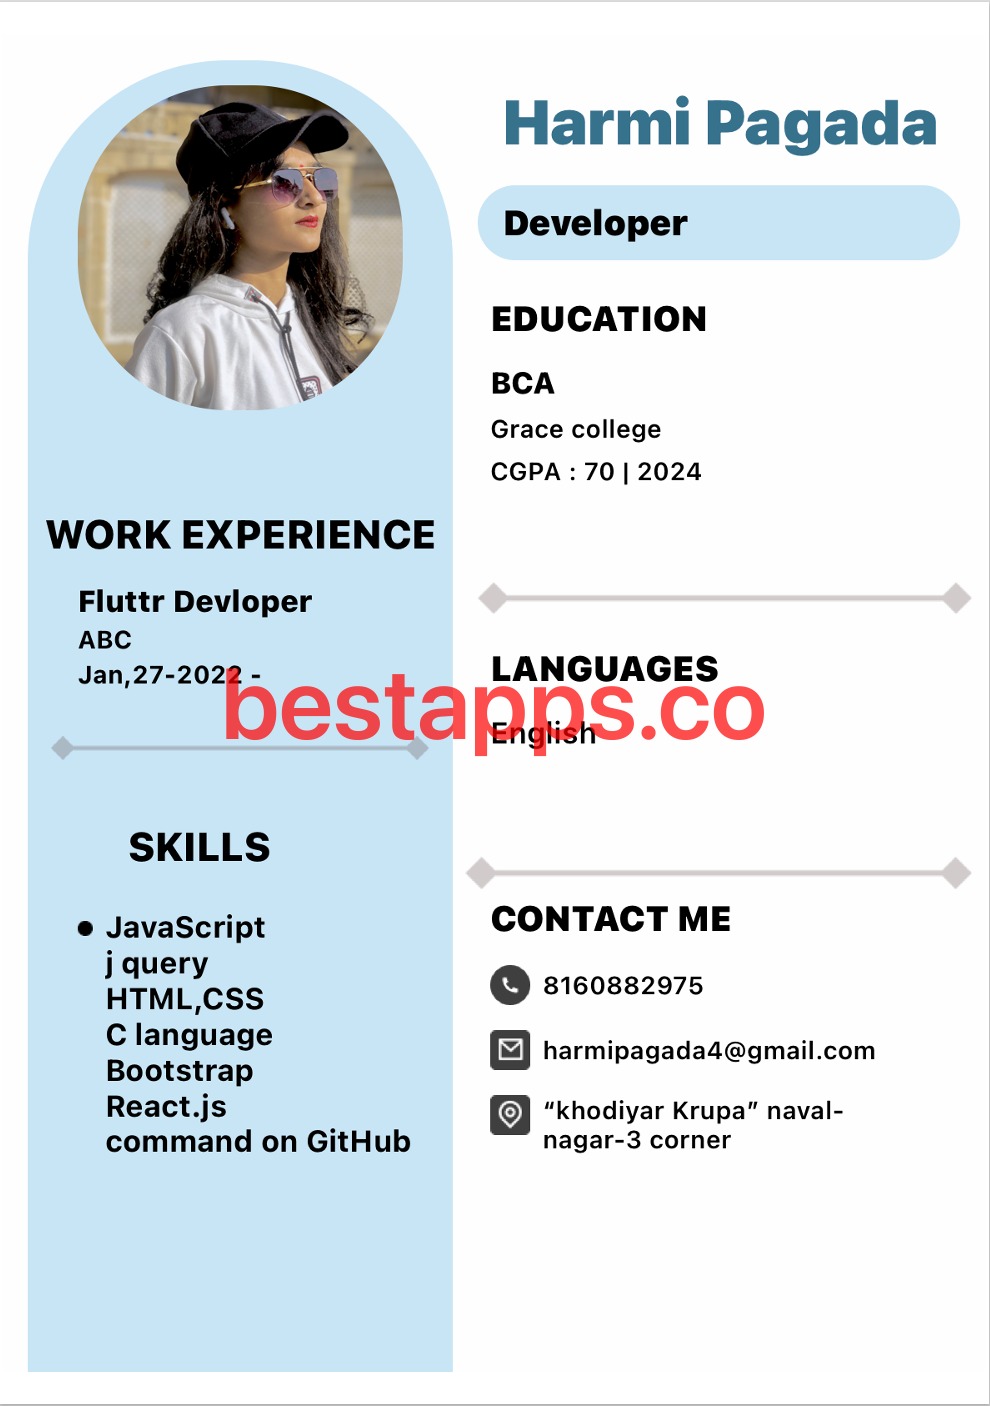 Harmi Pagada
Developer
EDUCATION
BCA
Grace college
CGPA : 70 | 2024
WORK EXPERIENCE
Fluttr Devloper
ABC
Jan,27-2022 -
LANGUAGES
English
bestapps.co
SKILLS
JavaScript
j query
HTML,CSS
C language
Bootstrap
React.js
command on GitHub
CONTACT ME
8160882975
harmipagada4@gmail.com
“khodiyar Krupa” naval-
nagar-3 corner